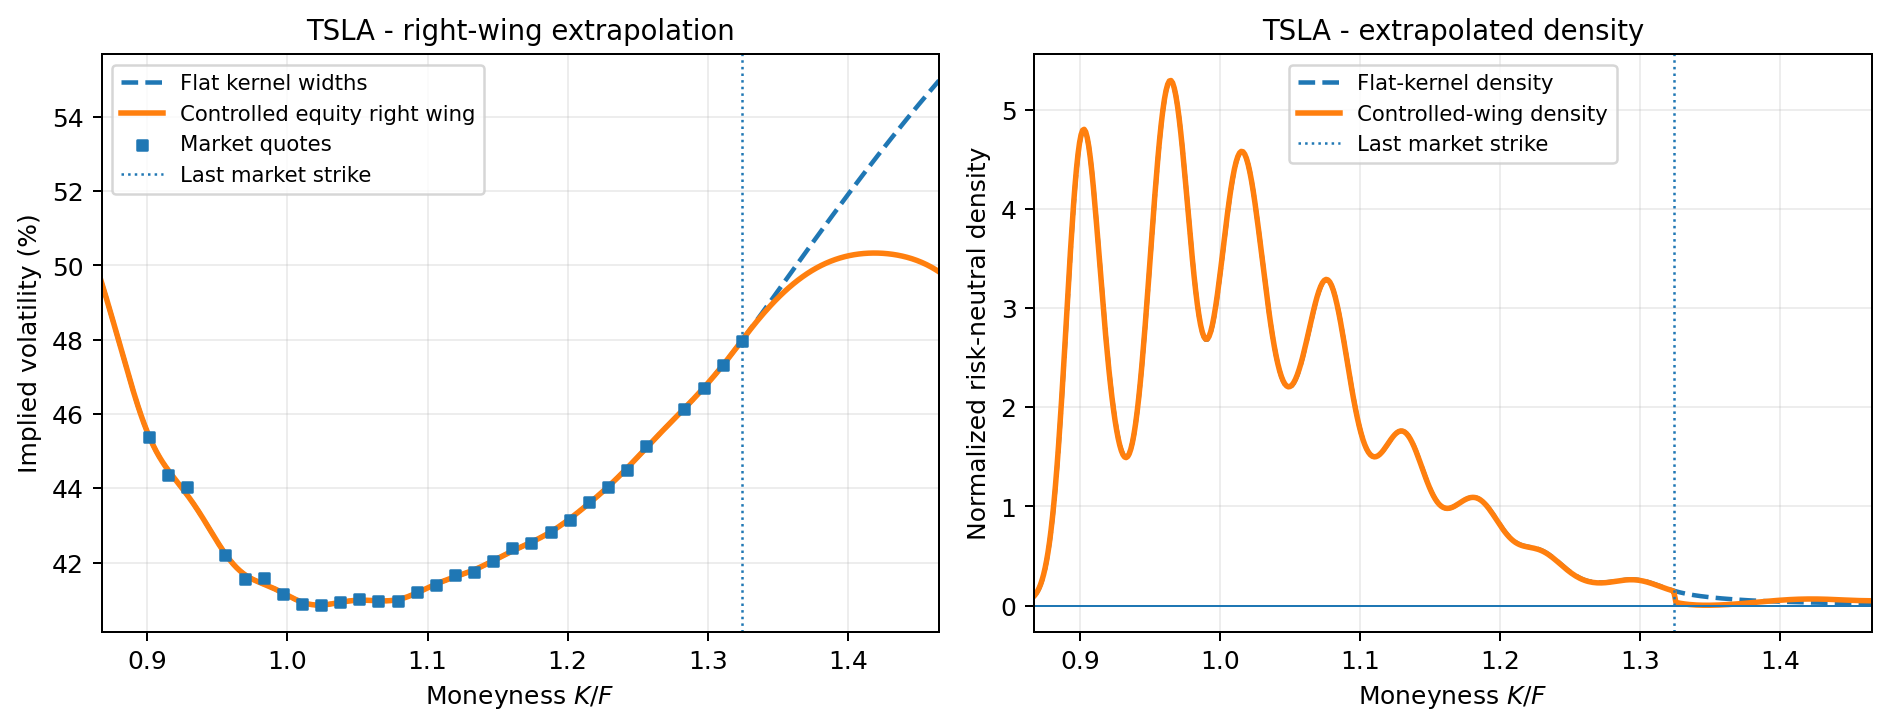 TSLA - right-wing extrapolation
Flat kernel widths
Controlled equity right wing
Market quotes
Last market strike
Implied volatility (%)
54
52
50
48
46
44
42
0.9 1.0 1.1 1.2 1.3 1.4
Moneyness K/F
TSLA - extrapolated density
Flat-kernel density
Controlled-wing density
Last market strike
Normalized risk-neutral density
5
4
3
2
1
0
0.9 1.0 1.1 1.2 1.3 1.4
Moneyness K/F